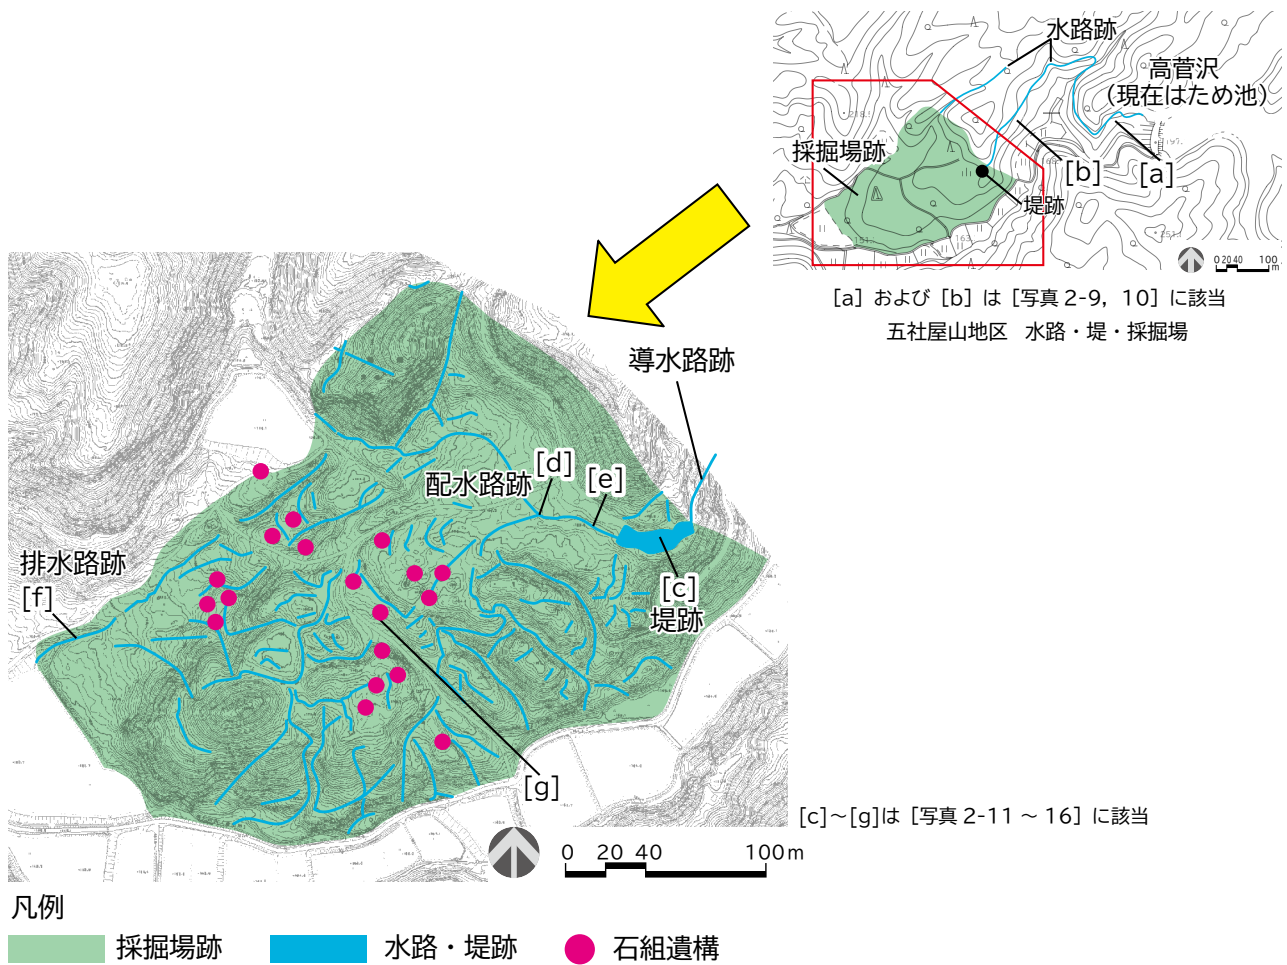 水路跡
高菅沢
（現在はため池）
採掘場跡
[b]
[a]
堤跡
0 20 40 100
m
[a] および [b] は [写真 2-9，10] に該当
五社屋山地区 水路・堤・採掘場
導水路跡
配水路跡
[d]
[e]
排水路跡
[f]
[c]
堤跡
[g]
[c]～[g]は [写真 2-11 ～ 16] に該当
0 20 40 100m
凡例
採掘場跡
水路・堤跡
石組遺構